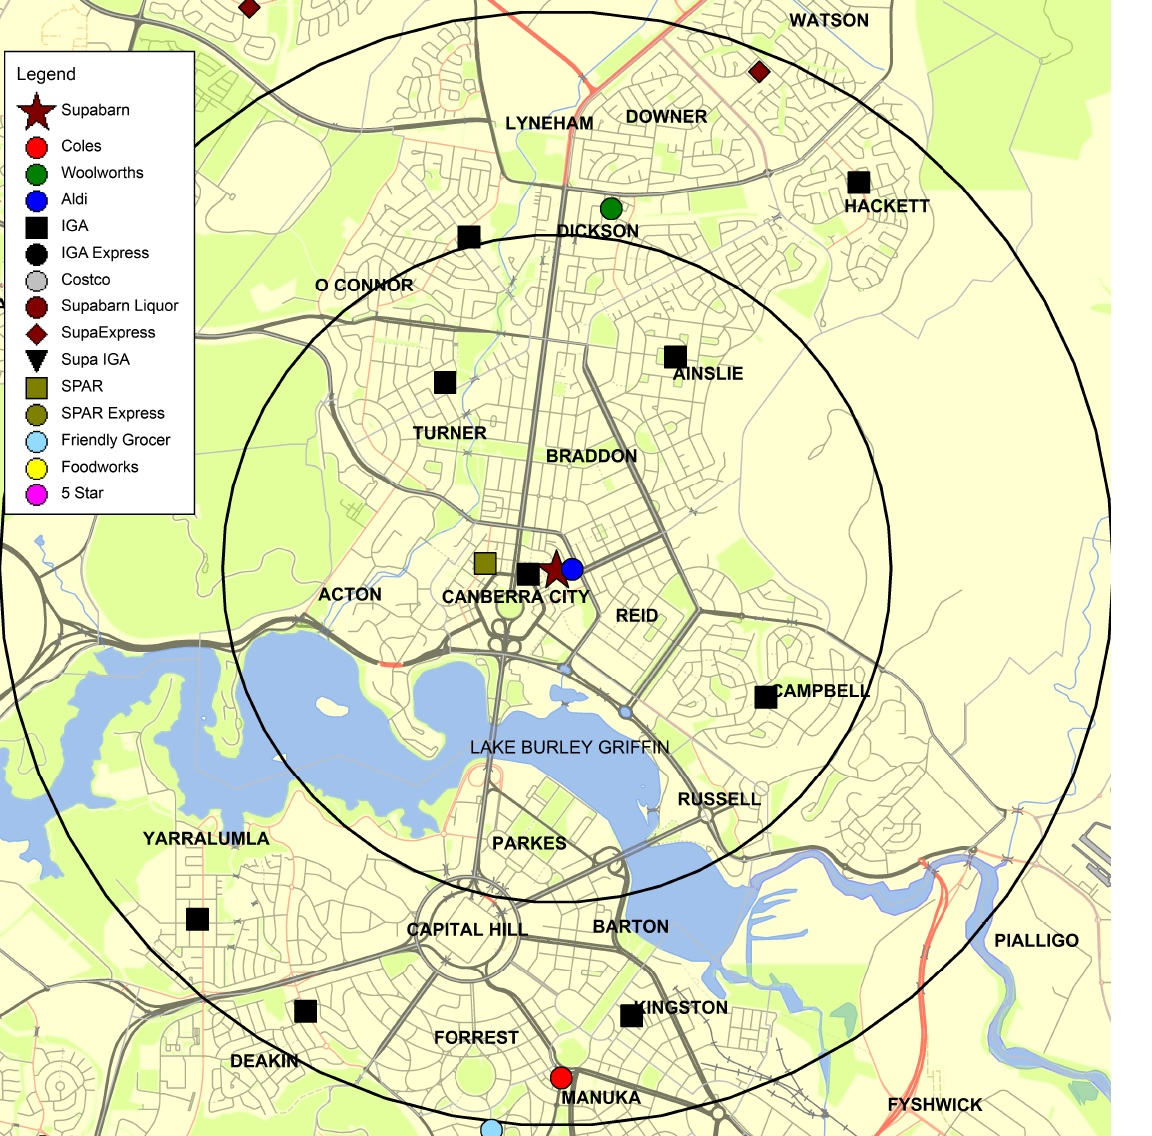 WATSON
Legend
Supabarn
Coles
Woolworths
Aldi
IGA
IGA Express
Costco
Supabarn Liquor
SupaExpress
Supa IGA
SPAR
SPAR Express
Friendly Grocer
Foodworks
5 Star
LYNEHAM
DOWNER
HACKETT
DICKSON
O CONNOR
AINSLIE
TURNER
BRADDON
ACTON
CANBERRA CITY
REID
CAMPBELL
LAKE BURLEY GRIFFIN
RUSSELL
YARRALUMLA
PARKES
CAPITAL HILL
BARTON
PIALLIGO
KINGSTON
FORREST
DEAKIN
MANUKA
FYSHWICK